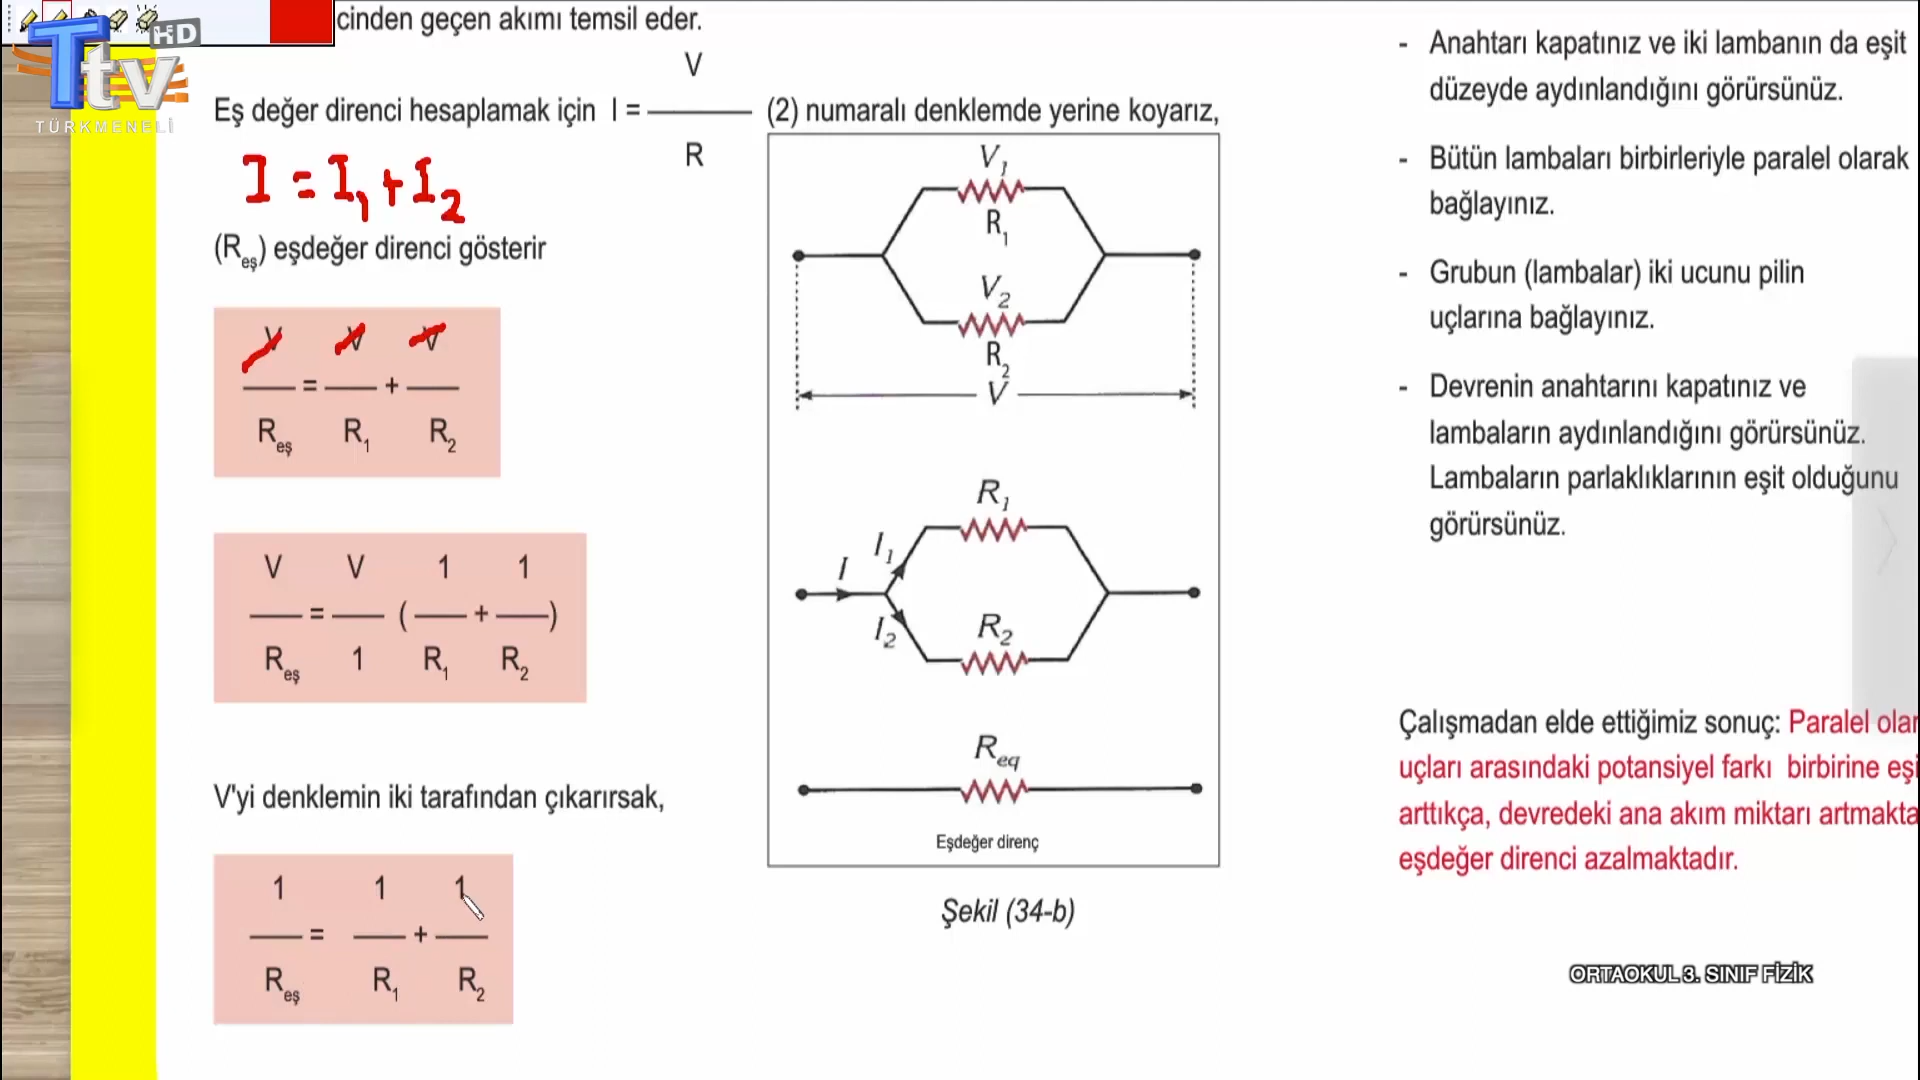 cinden geçen akımı temsil eder.
V
Eş değer direnci hesaplamak için I = (2) numaralı denklemde yerine koyarız,
R
I = I1 + I2
(Reş) eşdeğer direnci gösterir
V V V
= +
Reş R1 R2
V V 1 1
= ( + )
Reş 1 R1 R2
V'yi denklemin iki tarafından çıkarırsak,
1 1 1
= +
Reş R1 R2
V1
R1
V2
R2
V
R1
I I1
I2 R2
Req
Eşdeğer direnç
Şekil (34-b)
- Anahtarı kapatınız ve iki lambanın da eşit
düzeyde aydınlandığını görürsünüz.
- Bütün lambaları birbirleriyle paralel olarak
bağlayınız.
- Grubun (lambalar) iki ucunu pilin
uçlarına bağlayınız.
- Devrenin anahtarını kapatınız ve
lambaların aydınlandığını görürsünüz.
Lambaların parlaklıklarının eşit olduğunu
görürsünüz.
Çalışmadan elde ettiğimiz sonuç: Paralel olar
uçları arasındaki potansiyel farkı birbirine eşi
arttıkça, devredeki ana akım miktarı artmakta
eşdeğer direnci azalmaktadır.
ORTAOKUL 3. SINIF FİZİK
Ttv HD
TÜRKMENELİ